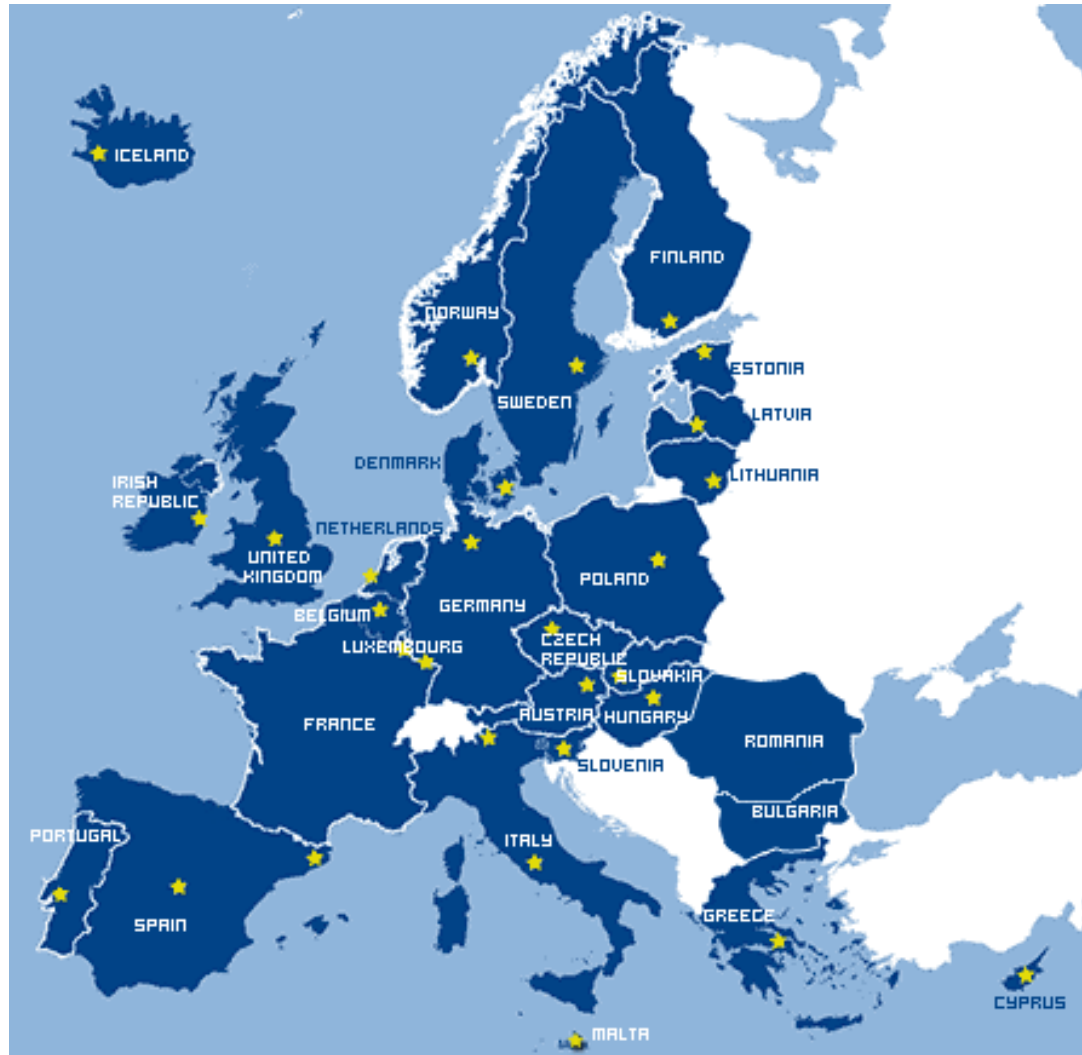 ICELAND
FINLAND
NORWAY
ESTONIA
SWEDEN
LATVIA
DENMARK
LITHUANIA
IRISH
REPUBLIC
NETHERLANDS
UNITED
KINGDOM
POLAND
GERMANY
BELGIUM
CZECH
REPUBLIC
LUXEMBOURG
SLOVAKIA
AUSTRIA
HUNGARY
FRANCE
ROMANIA
SLOVENIA
BULGARIA
PORTUGAL
ITALY
GREECE
SPAIN
CYPRUS
MALTA